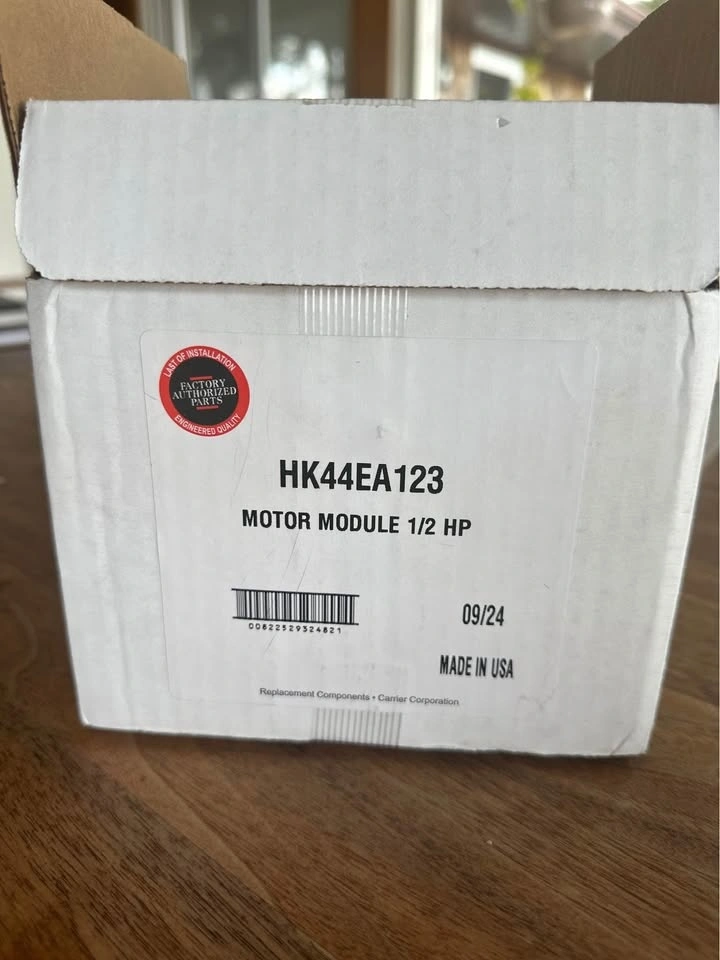 LAST OF INSTALLATION
FACTORY
AUTHORIZED
PARTS
ENGINEERED QUALITY
HK44EA123
MOTOR MODULE 1/2 HP
00822529324821
09/24
MADE IN USA
Replacement Components • Carrier Corporation